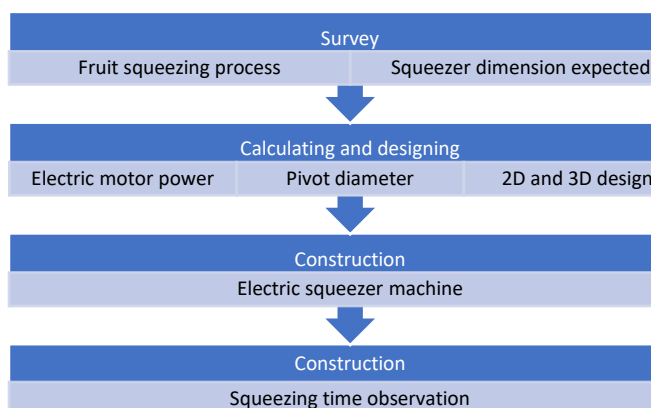 Survey
Fruit squeezing process Squeezer dimension expected
Calculating and designing
Electric motor power Pivot diameter 2D and 3D design
Construction
Electric squeezer machine
Construction
Squeezing time observation